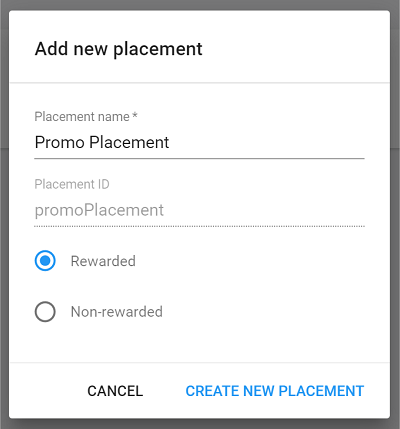 Add new placement
Placement name *
Promo Placement
Placement ID
promoPlacement
Rewarded
Non-rewarded
CANCEL CREATE NEW PLACEMENT